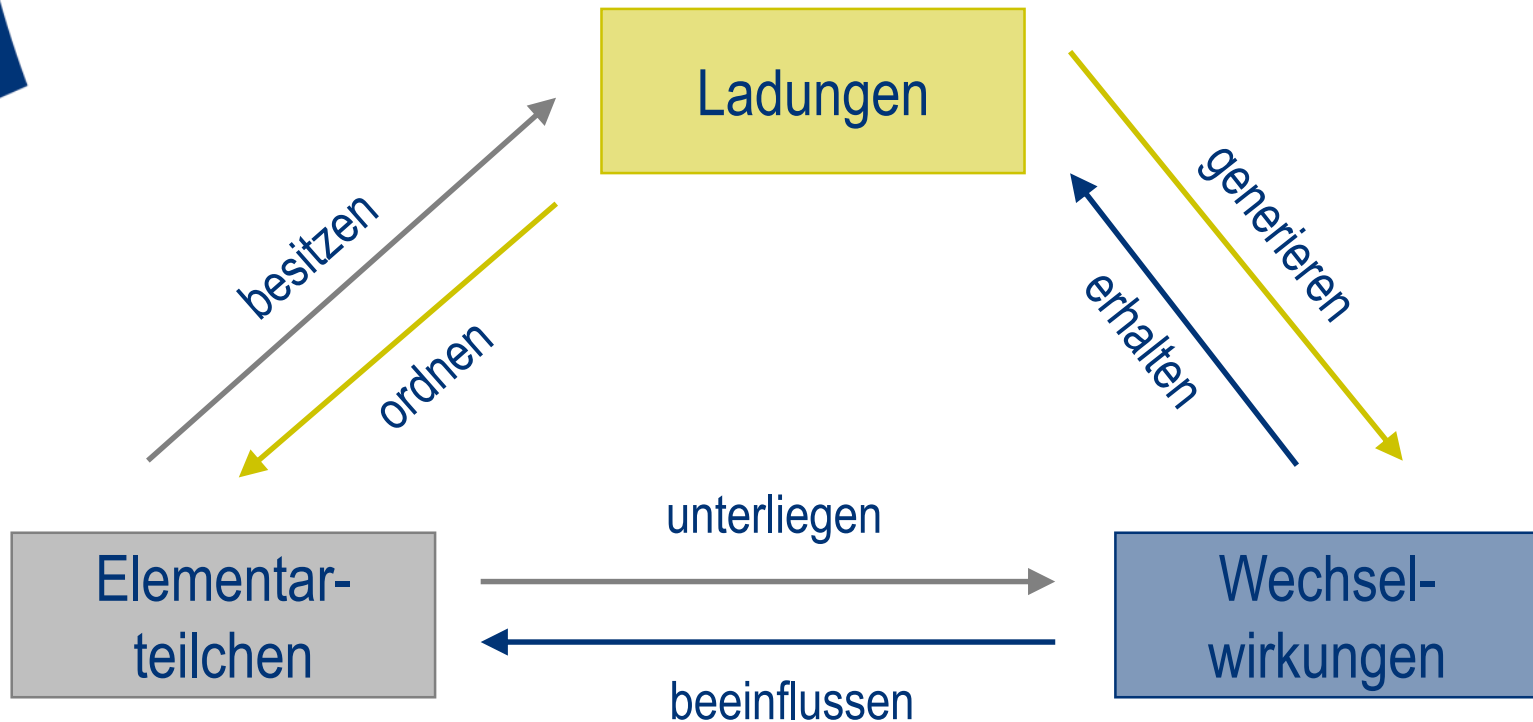 Ladungen
besitzen
ordnen
generieren
erhalten
unterliegen
Elementar-
teilchen
Wechsel-
wirkungen
beeinflussen